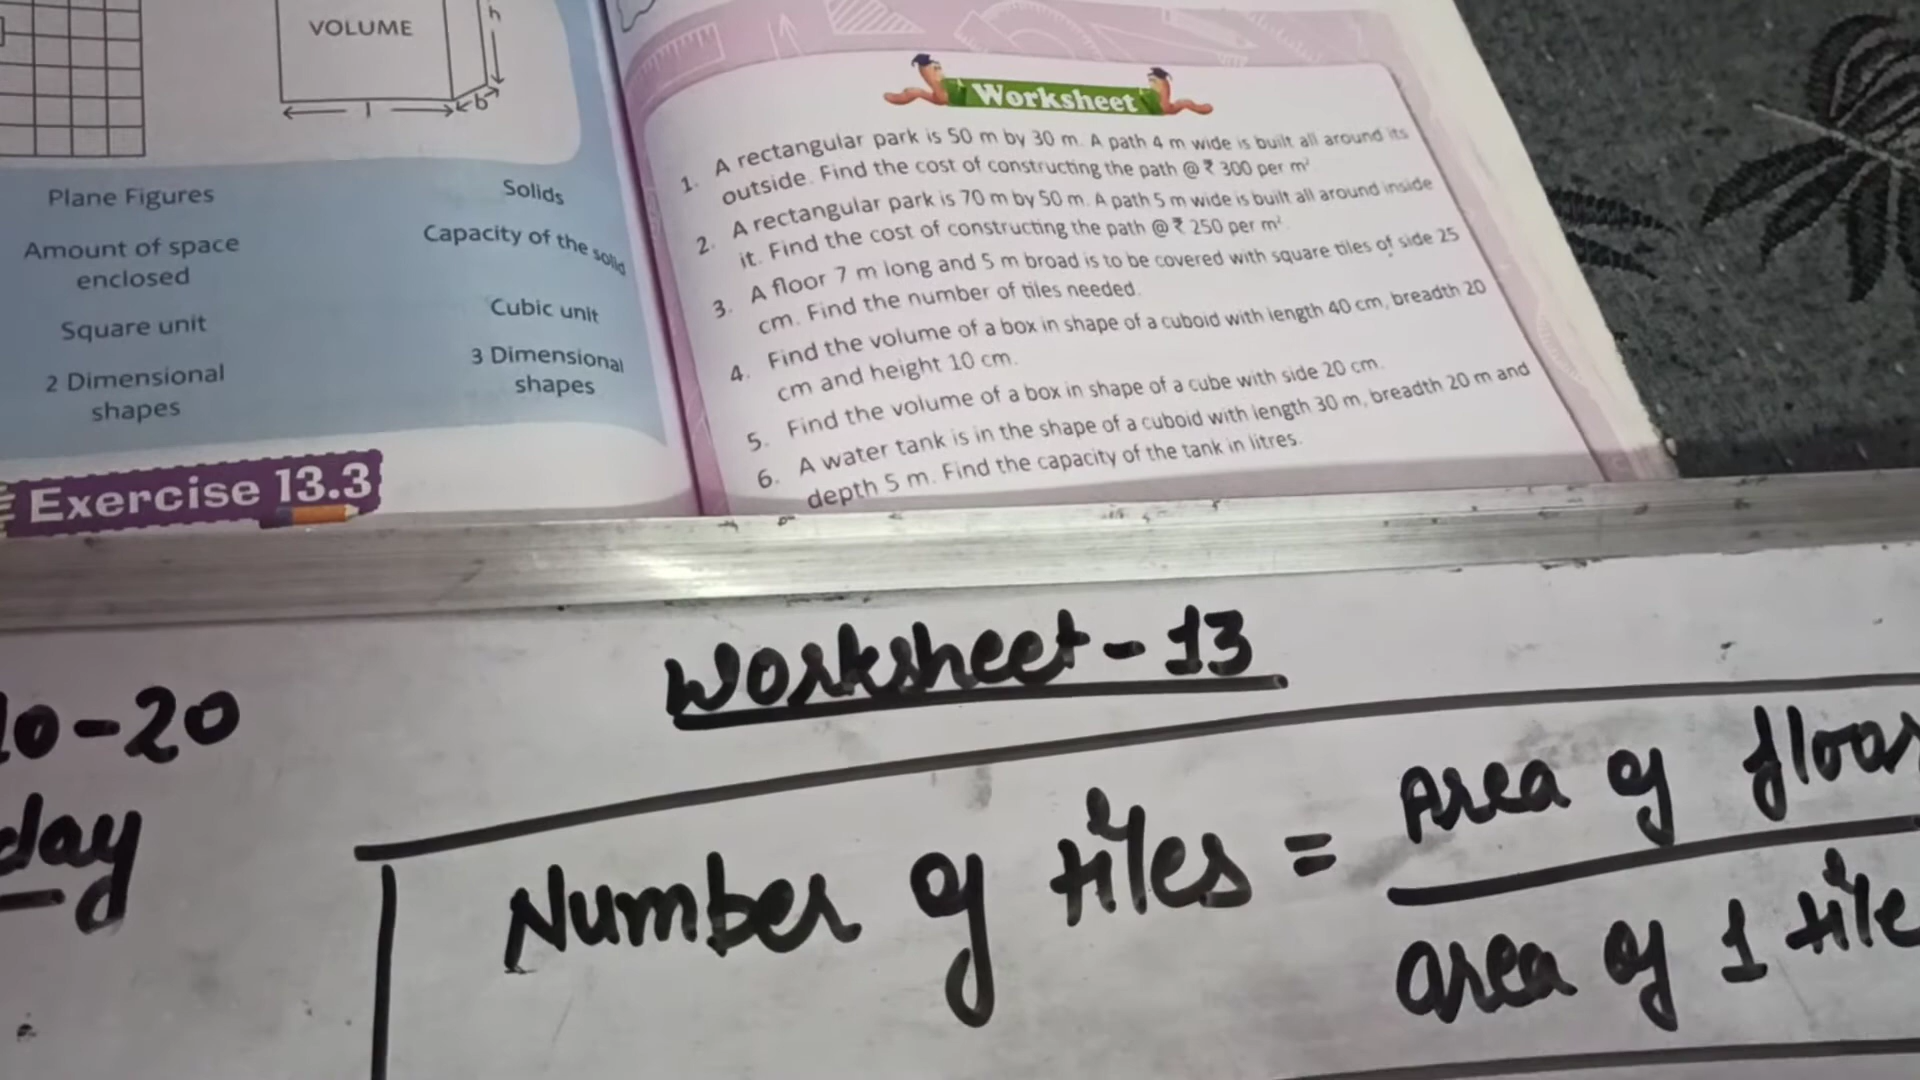 VOLUME
h
l
b
Plane Figures
Solids
Amount of space
enclosed
Capacity of the solid
Square unit
Cubic unit
2 Dimensional
shapes
3 Dimensional
shapes
Exercise 13.3
Worksheet
1. A rectangular park is 50 m by 30 m. A path 4 m wide is built all around its
outside. Find the cost of constructing the path @ ₹ 300 per m²
2. A rectangular park is 70 m by 50 m. A path 5 m wide is built all around inside
it. Find the cost of constructing the path @ ₹ 250 per m².
3. A floor 7 m long and 5 m broad is to be covered with square tiles of side 25
cm. Find the number of tiles needed.
4. Find the volume of a box in shape of a cuboid with length 40 cm, breadth 20
cm and height 10 cm.
5. Find the volume of a box in shape of a cube with side 20 cm.
6. A water tank is in the shape of a cuboid with length 30 m, breadth 20 m and
depth 5 m. Find the capacity of the tank in litres.
Worksheet - 13
10-20
day
Number of tiles = Area of floor
area of 1 tile